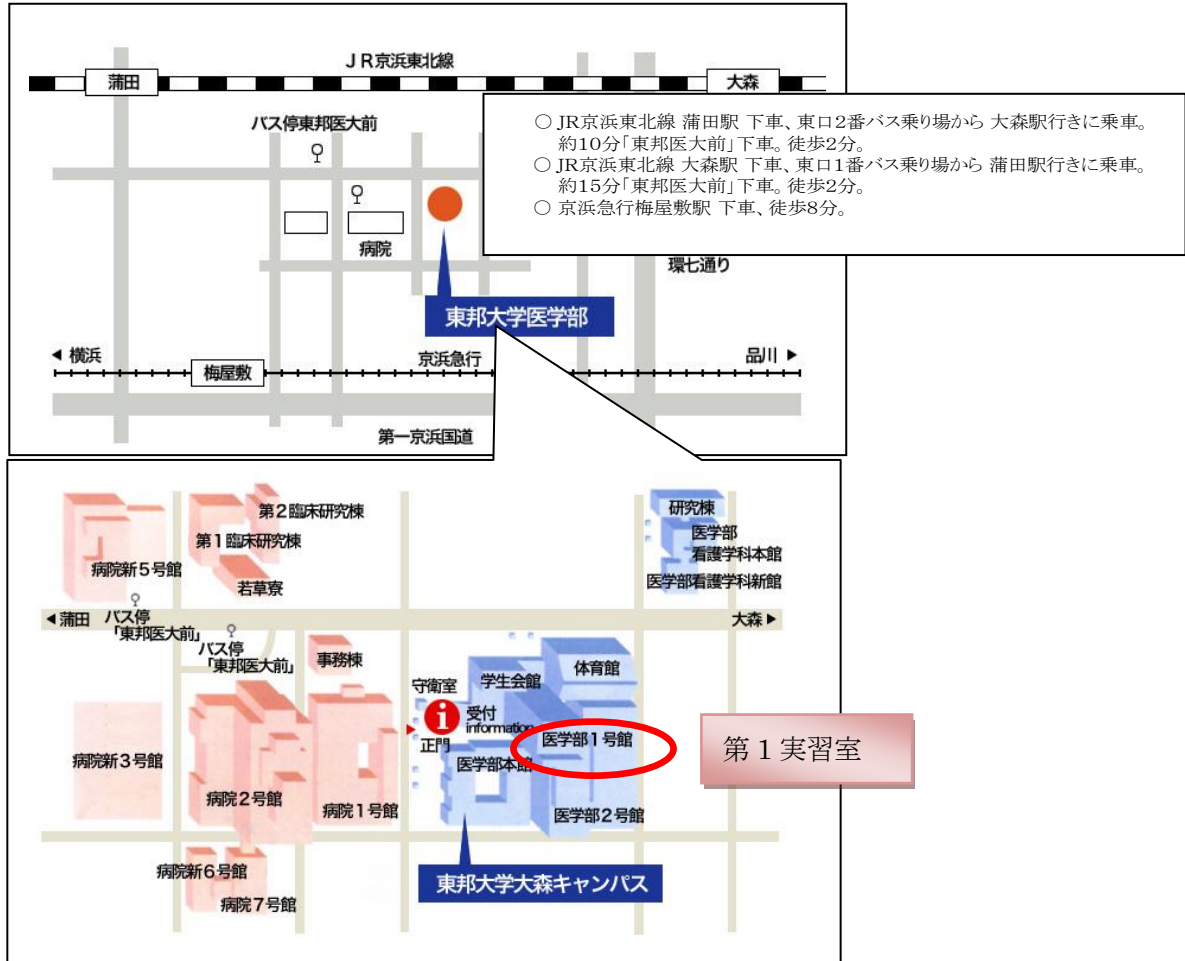 JR京浜東北線
蒲田
大森
バス停東邦医大前
○ JR京浜東北線 蒲田駅 下車、東口2番バス乗り場から 大森駅行きに乗車。
約10分「東邦医大前」下車。徒歩2分。
○ JR京浜東北線 大森駅 下車、東口1番バス乗り場から 蒲田駅行きに乗車。
約15分「東邦医大前」下車。徒歩2分。
○ 京浜急行梅屋敷駅 下車、徒歩8分。
病院
環七通り
東邦大学医学部
◀ 横浜
京浜急行
品川 ▶
梅屋敷
第一京浜国道
第2臨床研究棟
第1臨床研究棟
病院新5号館
若草寮
研究棟
医学部
看護学科本館
医学部看護学科新館
◀蒲田
バス停
「東邦医大前」
大森▶
バス停
「東邦医大前」
事務棟
学生会館
体育館
守衛室
i
受付
information
正門
医学部1号館
第1実習室
病院新3号館
医学部本館
病院2号館
病院1号館
医学部2号館
病院新6号館
病院7号館
東邦大学大森キャンパス